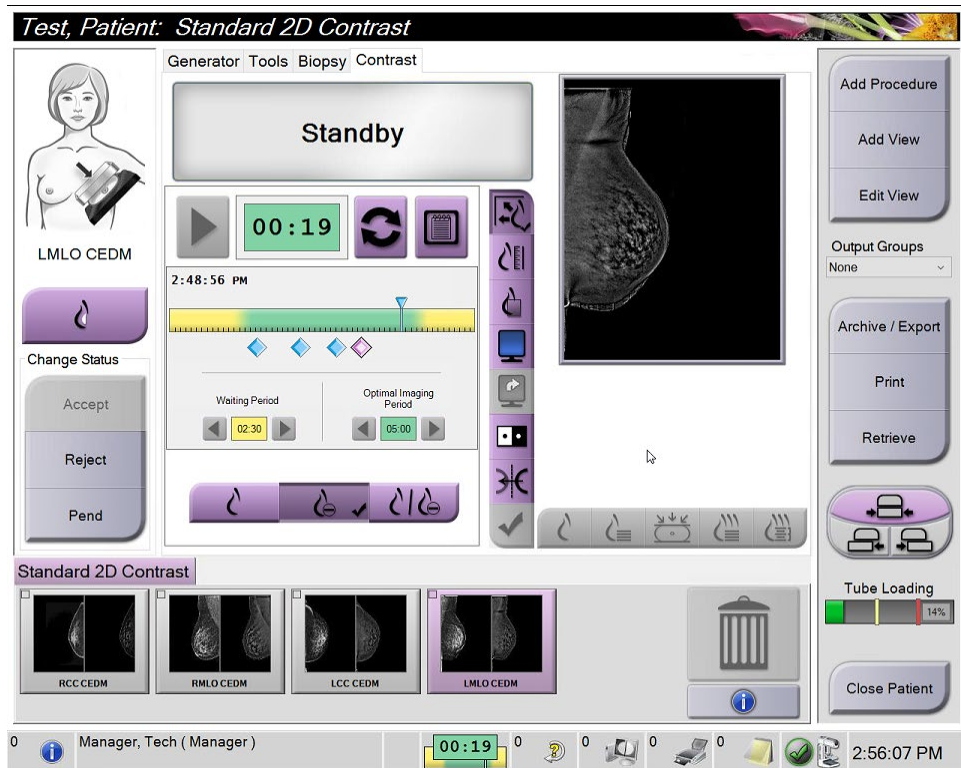 Test, Patient: Standard 2D Contrast
LMLO CEDM
Change Status
Accept
Reject
Pend
Generator Tools Biopsy Contrast
Standby
00:19
2:48:56 PM
Waiting Period
02:30
Optimal Imaging
Period
05:00
Add Procedure
Add View
Edit View
Output Groups
None
Archive / Export
Print
Retrieve
Tube Loading
14%
Close Patient
Standard 2D Contrast
RCC CEDM
RMLO CEDM
LCC CEDM
LMLO CEDM
0
Manager, Tech ( Manager )
00:19
0
0
0
0
2:56:07 PM